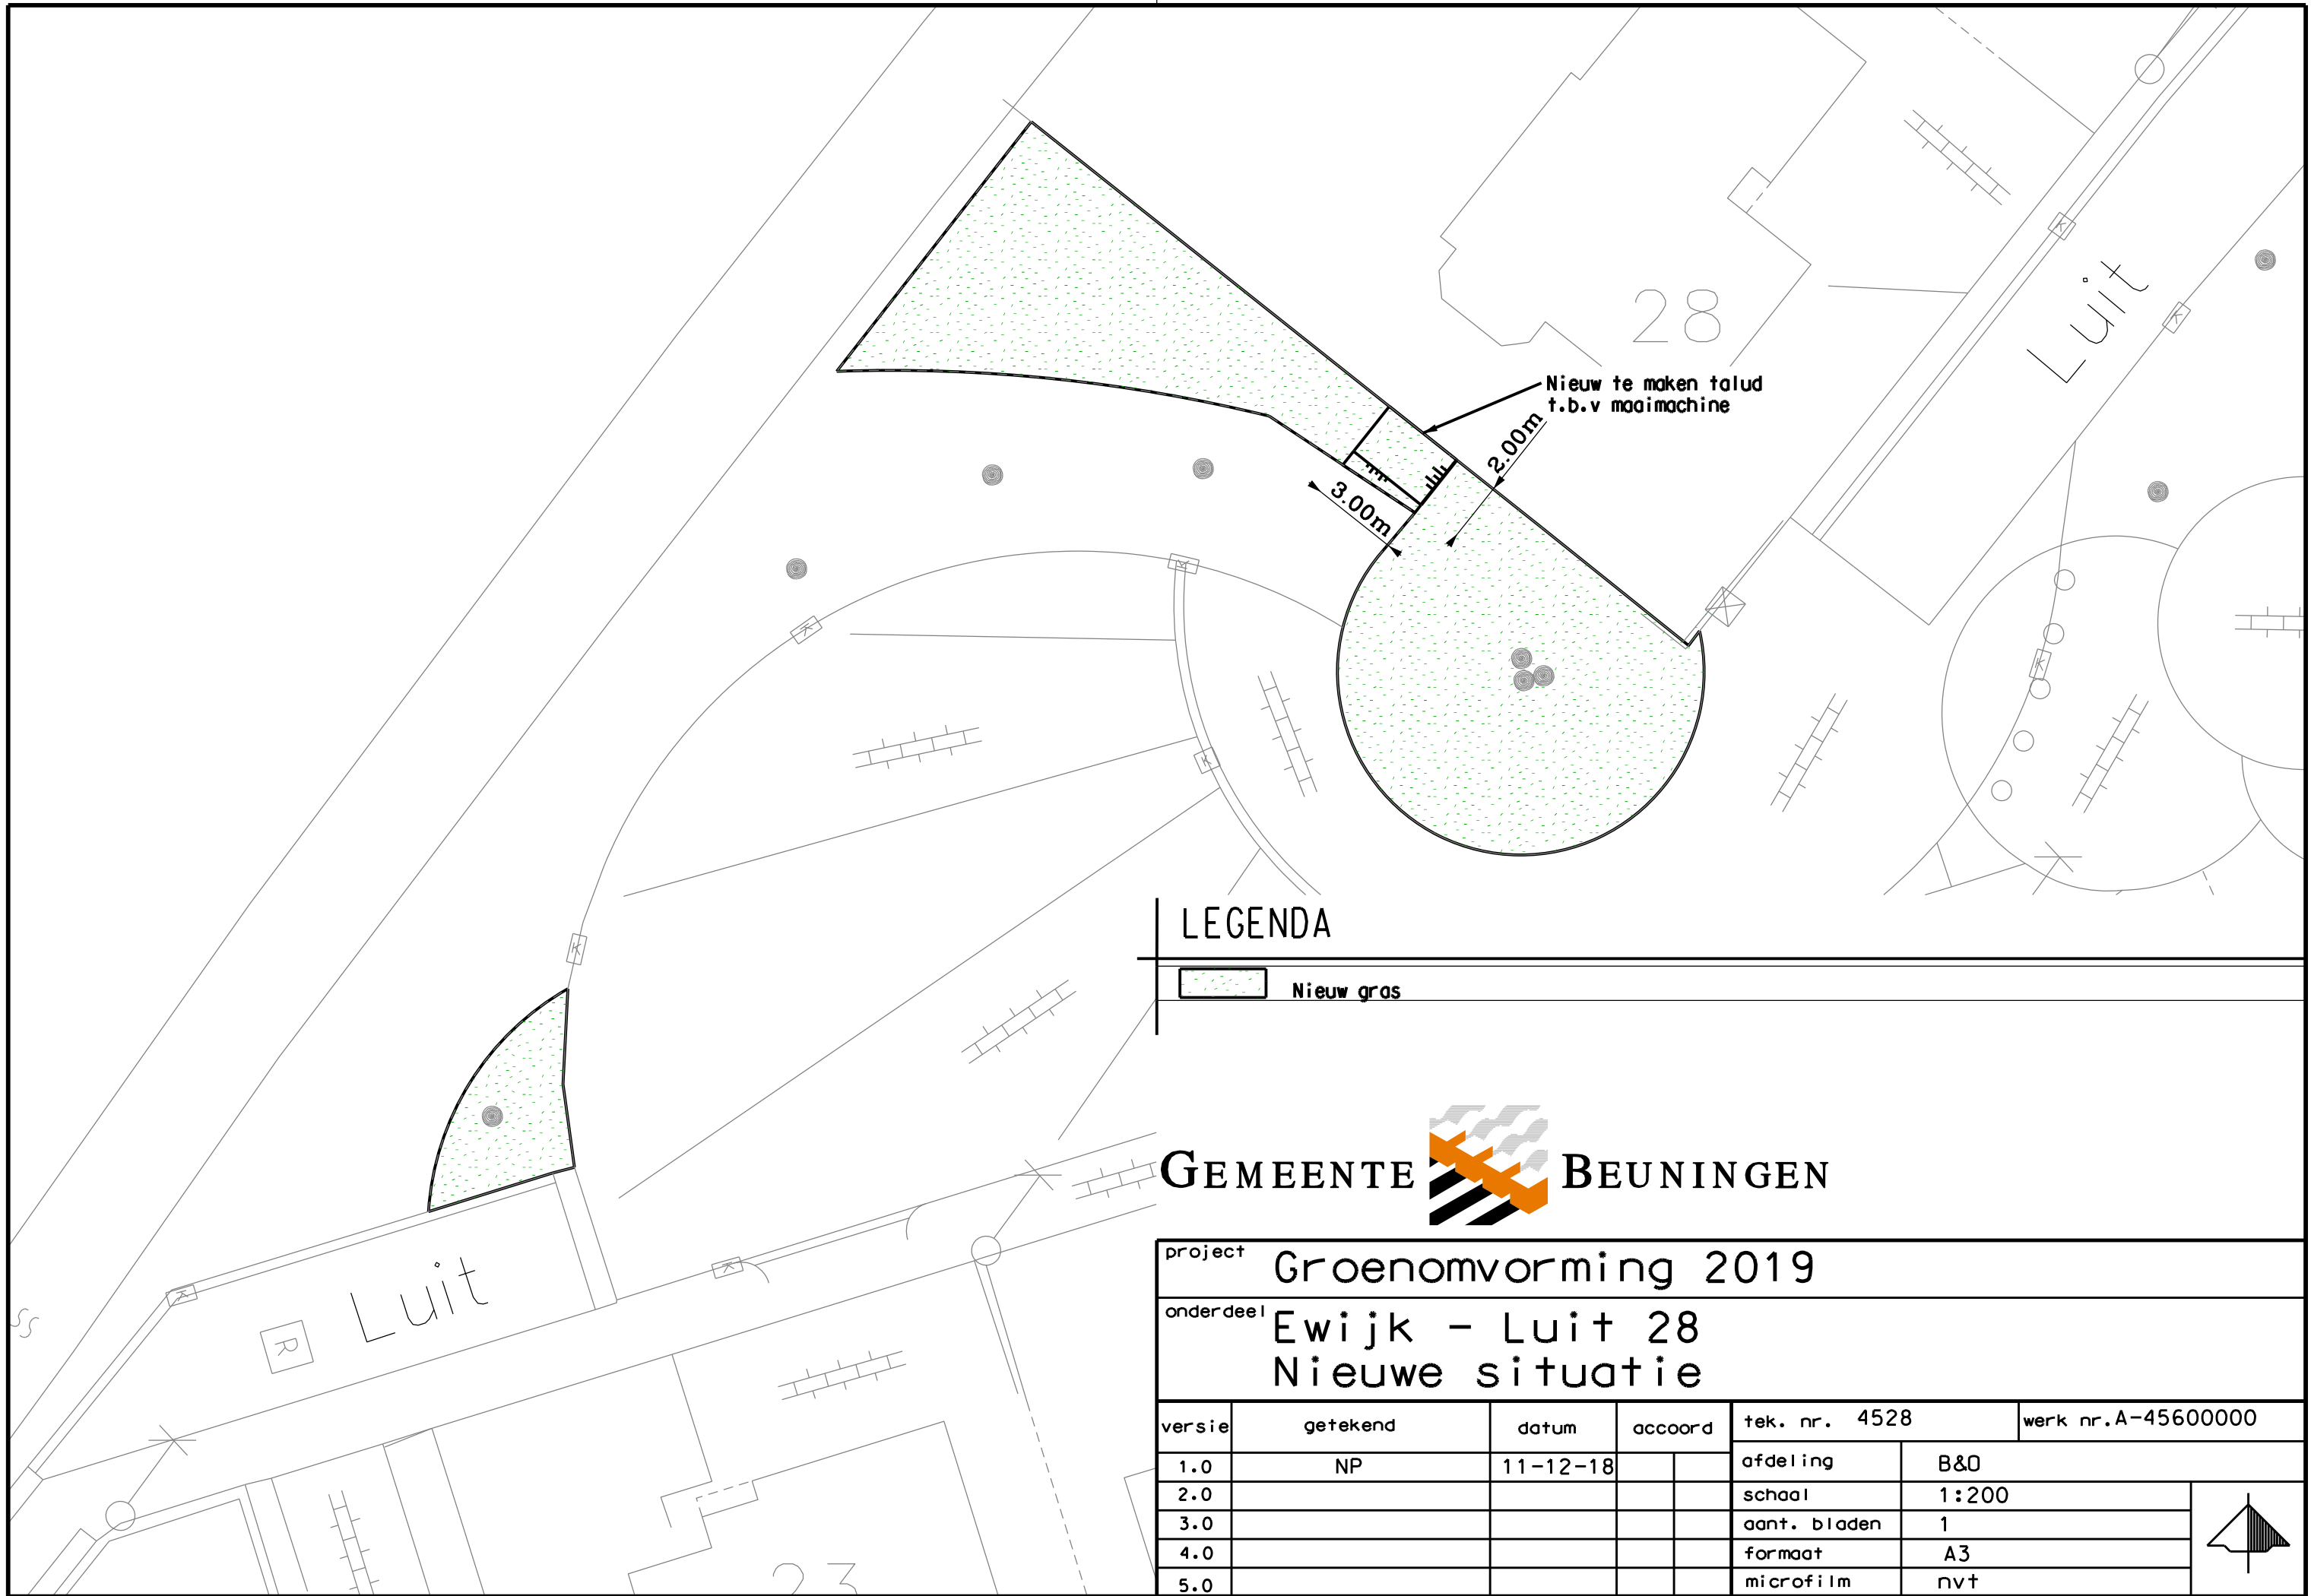 28
Luit
Nieuw te maken talud
t.b.v maaimachine
2.00m
3.00m
K
K
K
K
K
K
K
LEGENDA
Nieuw gras
GEMEENTE BEUNINGEN
Luit
R
K
K
S
23
project Groenomvorming 2019
onderdeel Ewijk - Luit 28
Nieuwe situatie
versie getekend datum accoord tek. nr. 4528 werk nr. A-45600000
1.0 NP 11-12-18 afdeling B&O
2.0 schaal 1:200
3.0 aant. bladen 1
4.0 formaat A3
5.0 microfilm nvt